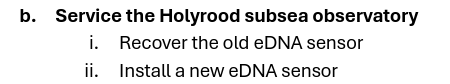 b. Service the Holyrood subsea observatory
i. Recover the old eDNA sensor
ii. Install a new eDNA sensor